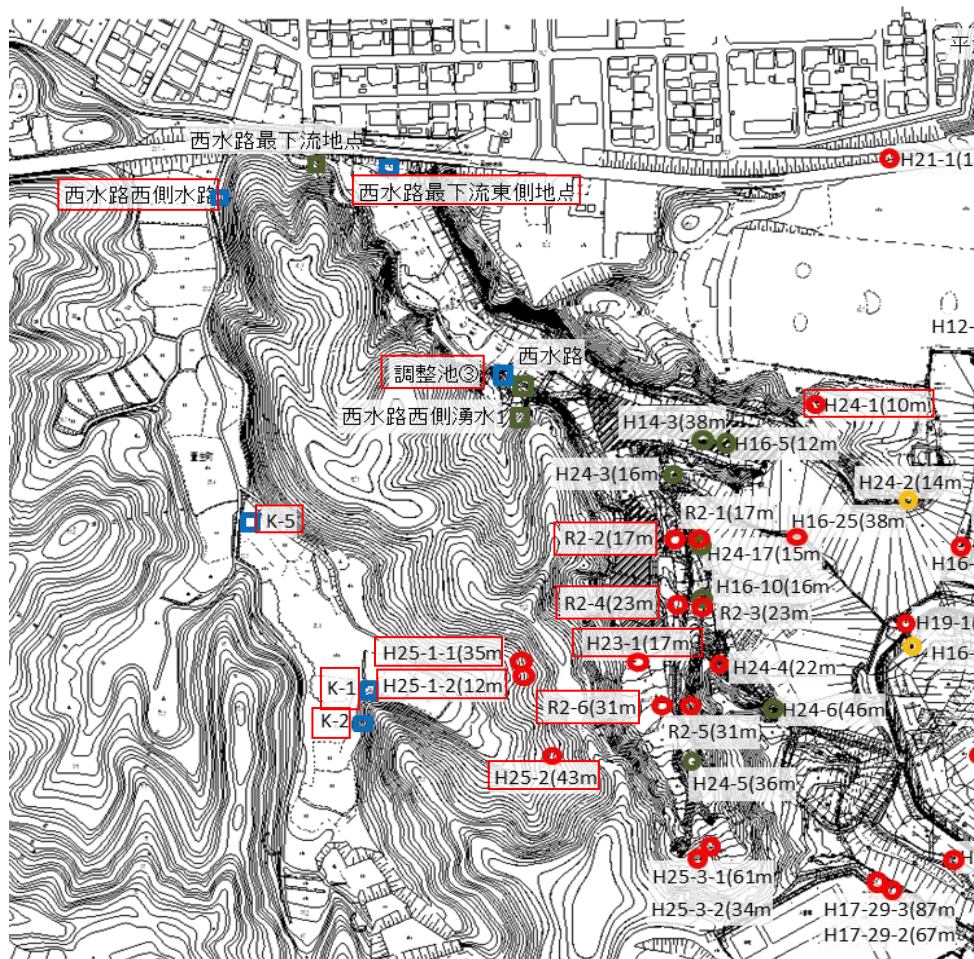 平
西水路最下流地点
H21-1(1
西水路西側水路
西水路最下流東側地点
H12-
西水路
調整池③
H24-1(10m)
西水路西側湧水
H14-3(38m)
H16-5(12m)
H24-3(16m)
H24-2(14m)
R2-1(17m)
H16-25(38m)
K-5
R2-2(17m)
H24-17(15m)
H16-
H16-10(16m)
R2-4(23m)
R2-3(23m)
H19-1(
H23-1(17m)
H25-1-1(35m)
H16-
H24-4(22m)
K-1
H25-1-2(12m)
R2-6(31m)
H24-6(46m)
K-2
R2-5(31m)
H25-2(43m)
H24-5(36m)
H
H25-3-1(61m)
H25-3-2(34m)
H17-29-3(87m)
H17-29-2(67m)